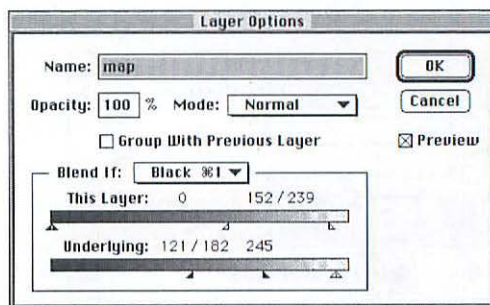 Layer Options
Name: map
OK
Opacity: 100 % Mode: Normal
Cancel
Group With Previous Layer
Preview
Blend If: Black ⌘1
This Layer: 0 152 / 239
Underlying: 121 / 182 245